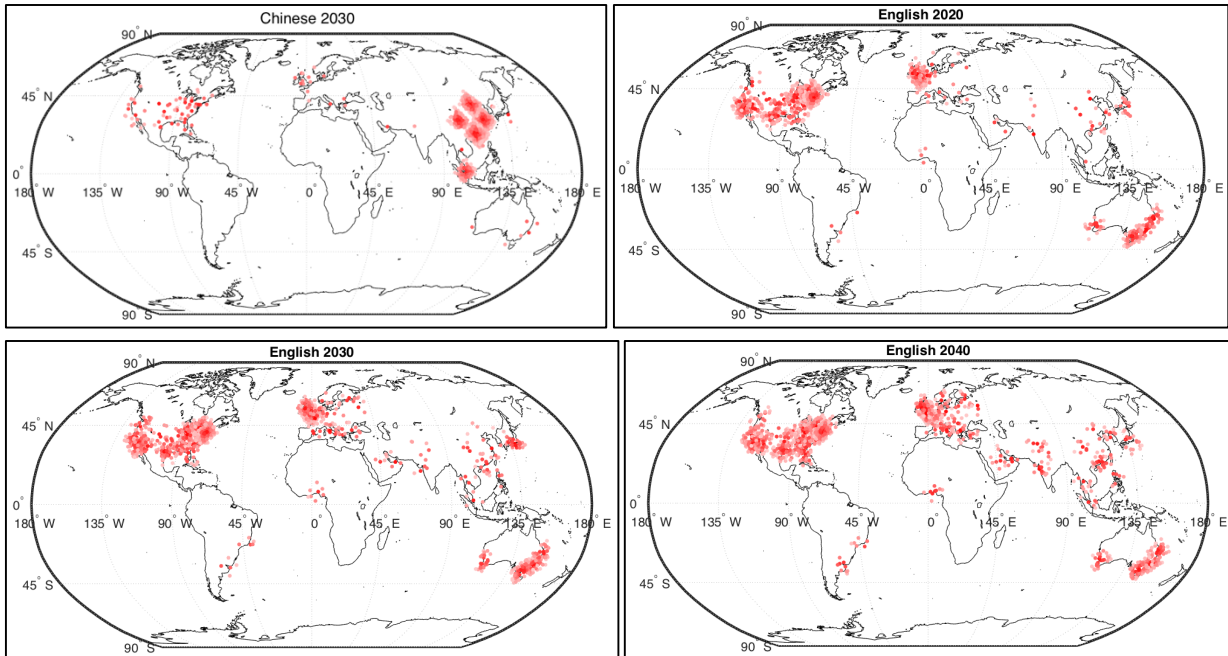 Chinese 2030
90° N
45° N
0°
180° W
135° W
90° W
45° W
0°
45° E
90° E
135° E
180° E
45° S
90° S
English 2020
90° N
45° N
0°
180° W
135° W
90° W
45° W
0°
45° E
90° E
135° E
180° E
45° S
90° S
English 2030
90° N
45° N
0°
180° W
135° W
90° W
45° W
0°
45° E
90° E
135° E
180° E
45° S
90° S
English 2040
90° N
45° N
0°
180° W
135° W
90° W
45° W
0°
45° E
90° E
135° E
180° E
45° S
90° S